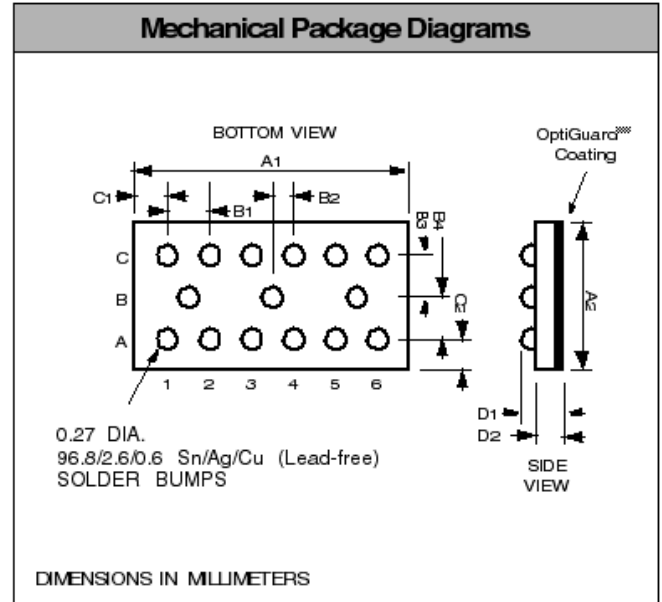 Mechanical Package Diagrams
BOTTOM VIEW
OptiGuard™
Coating
A1
C1
B1
B2
B3
B4
C
B
A
C2
A2
1 2 3 4 5 6
D1
D2
0.27 DIA.
96.8/2.6/0.6 Sn/Ag/Cu (Lead-free)
SOLDER BUMPS
SIDE
VIEW
DIMENSIONS IN MILLIMETERS